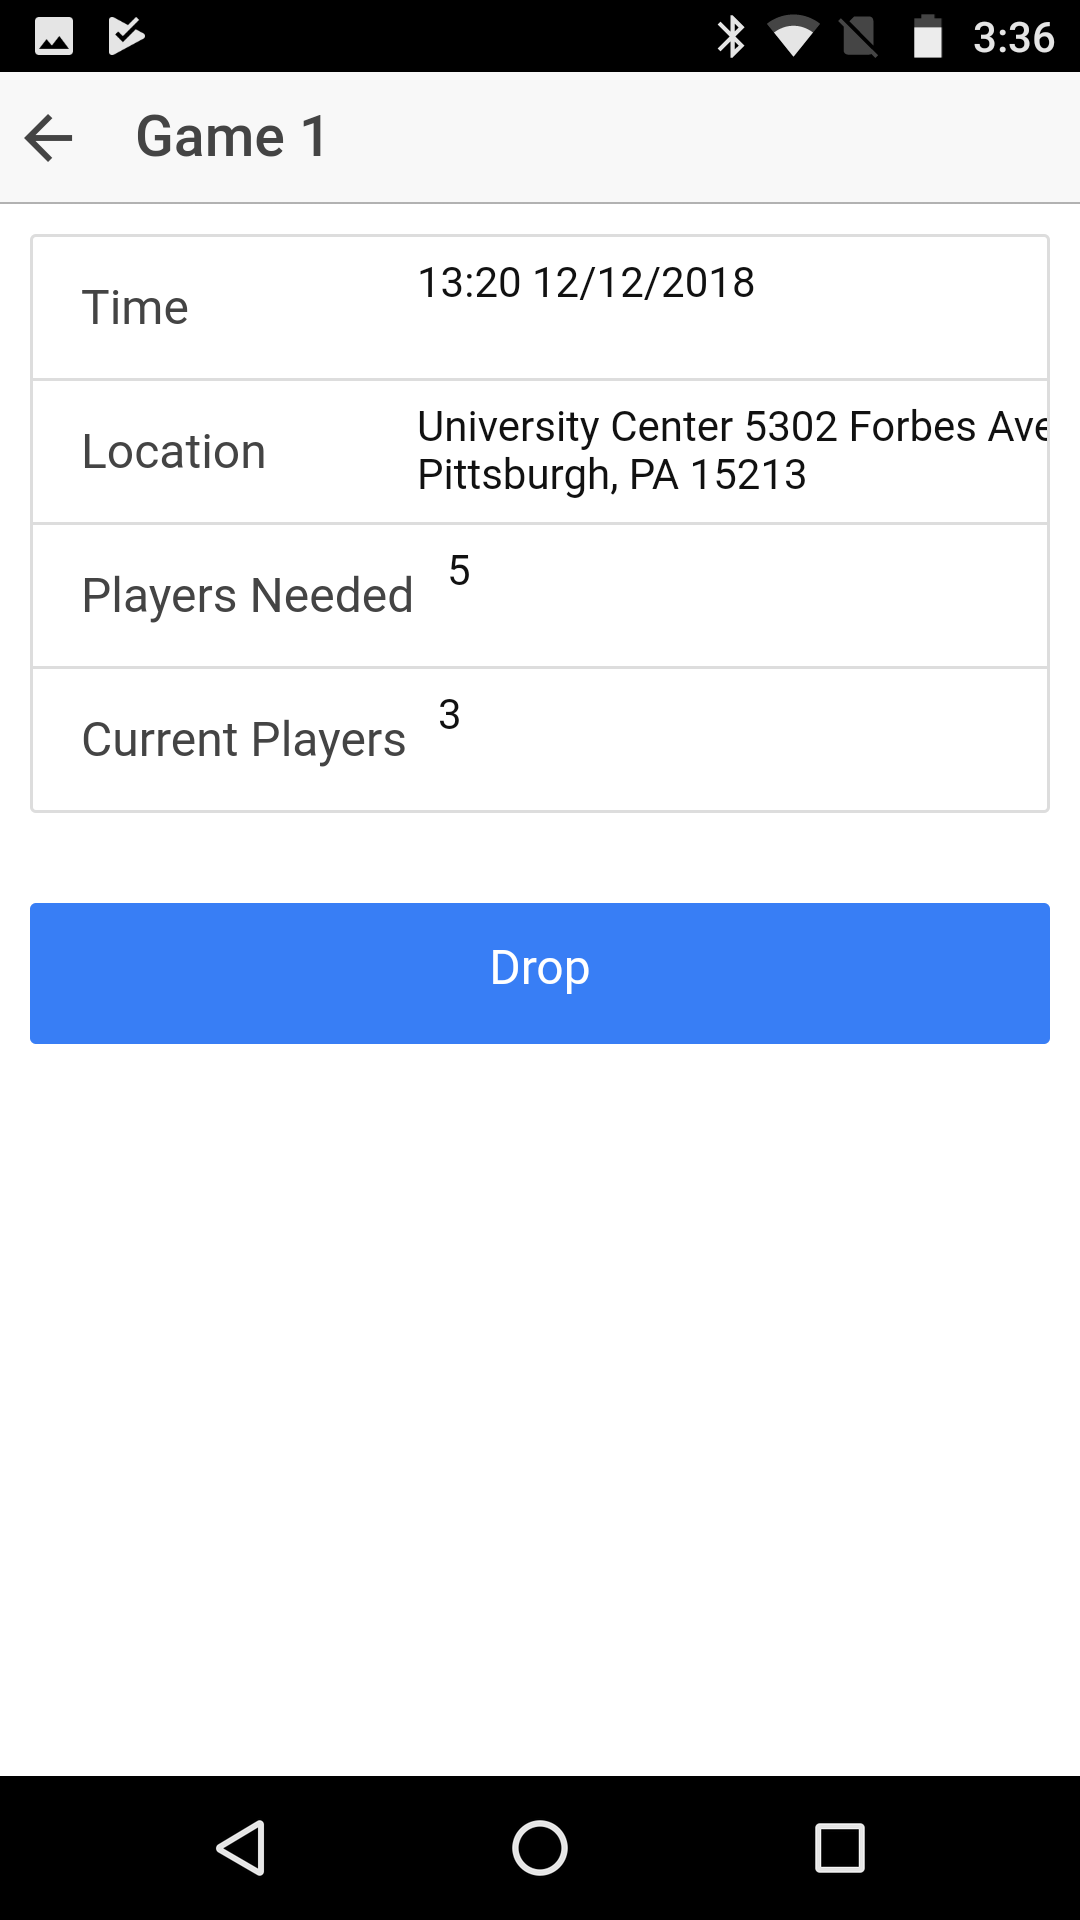 3:36
Game 1
Time
13:20 12/12/2018
Location
University Center 5302 Forbes Ave
Pittsburgh, PA 15213
Players Needed
5
Current Players
3
Drop